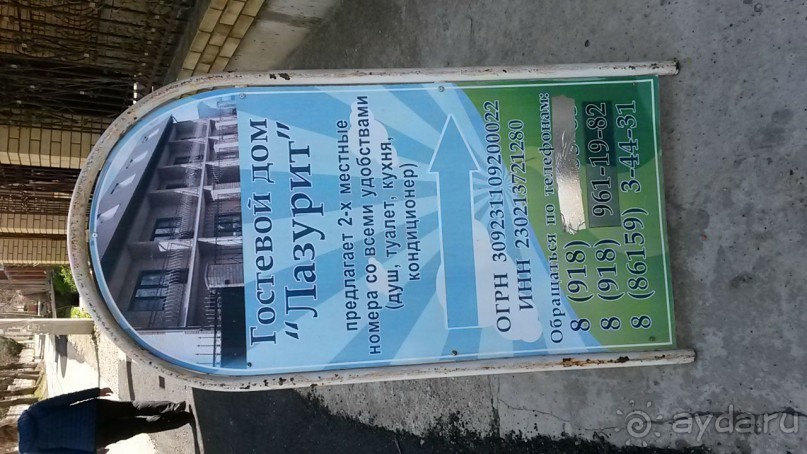 Гостевой дом
"Лазурит"
предлагает 2-х местные
номера со всеми удобствами
(душ, туалет, кухня,
кондиционер)
ОГРН 309231109200022
ИНН 230213721280
Обращаться по телефонам:
8 (918)
8 (918) 961-19-82
8 (86159) 3-44-31
ayda.ru